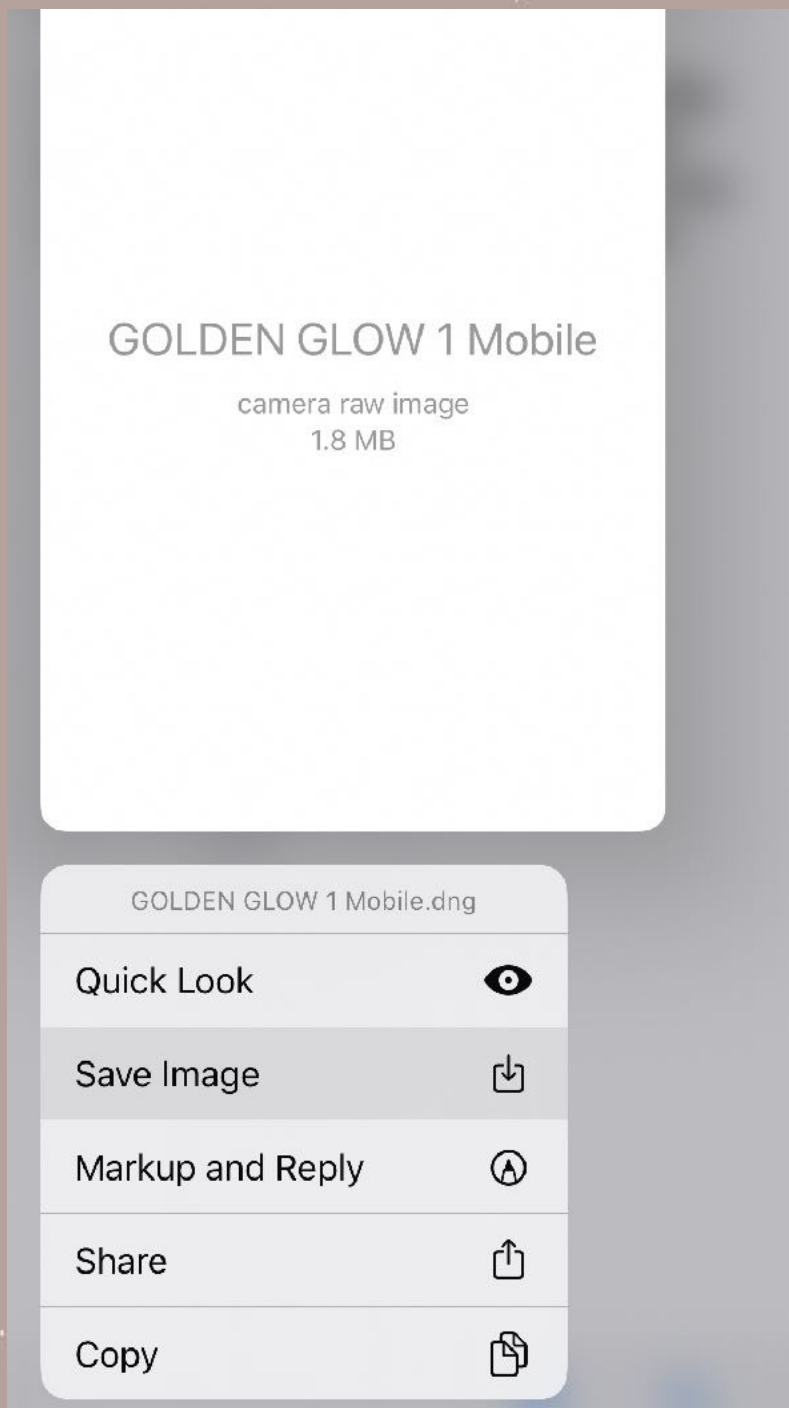 GOLDEN GLOW 1 Mobile
camera raw image
1.8 MB
GOLDEN GLOW 1 Mobile.dng
Quick Look
Save Image
Markup and Reply
Share
Copy